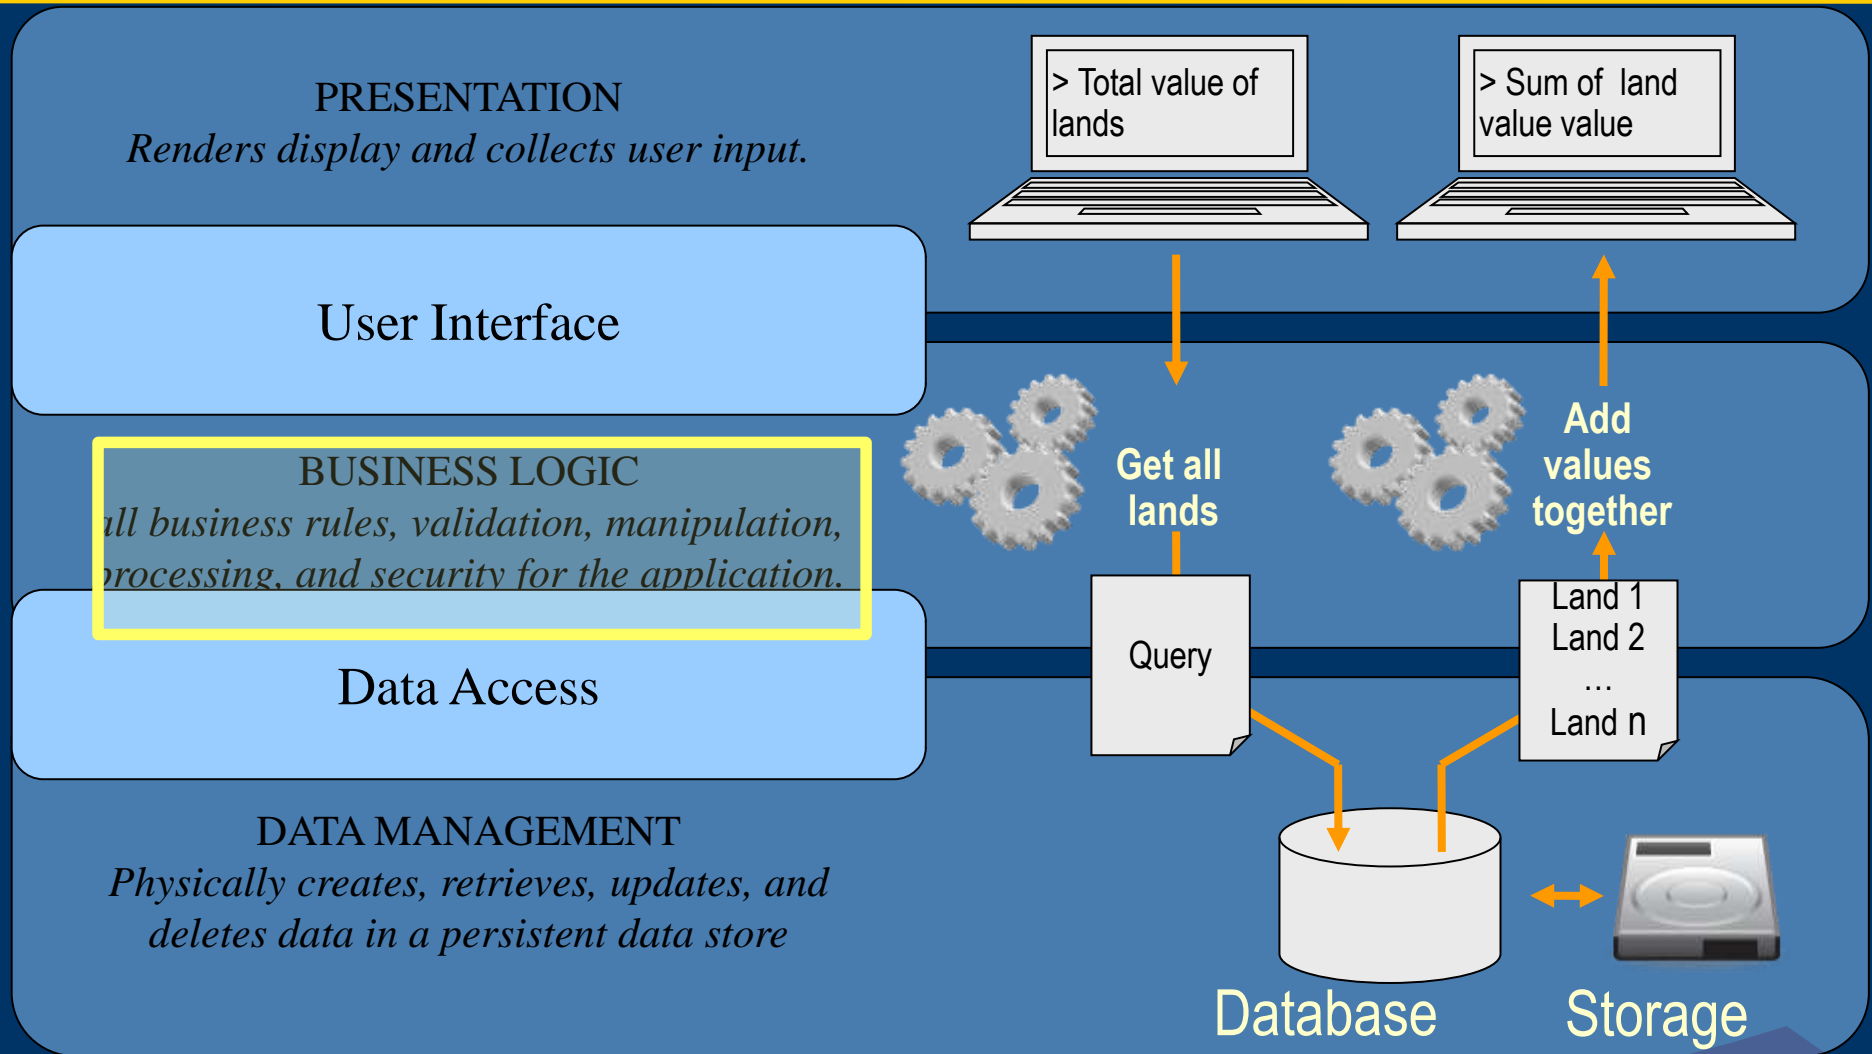 PRESENTATION
Renders display and collects user input.
> Total value of
lands
> Sum of land
value value
User Interface
BUSINESS LOGIC
all business rules, validation, manipulation,
processing, and security for the application.
Get all
lands
Add
values
together
Data Access
Query
Land 1
Land 2
…
Land n
DATA MANAGEMENT
Physically creates, retrieves, updates, and
deletes data in a persistent data store
Database
Storage